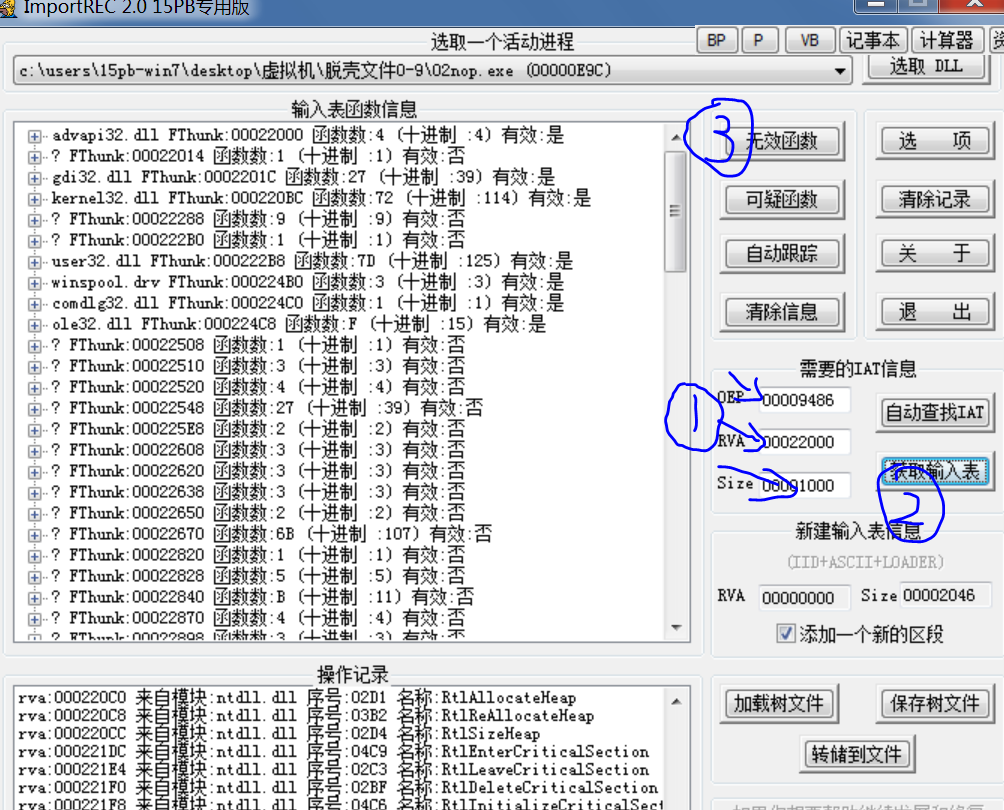 ImportREC 2.0 15PB专用版
选取一个活动进程
BP P VB 记事本 计算器
c:\users\15pb-win7\desktop\虚拟机\脱壳文件0-9\02nop.exe (00000E9C)
选取 DLL
输入表函数信息
advapi32.dll FThunk:00022000 函数数:4 (十进制 :4) 有效:是
? FThunk:00022014 函数数:1 (十进制 :1) 有效:否
gdi32.dll FThunk:0002201C 函数数:27 (十进制 :39) 有效:是
kernel32.dll FThunk:000220BC 函数数:72 (十进制 :114) 有效:是
? FThunk:00022288 函数数:9 (十进制 :9) 有效:否
? FThunk:000222B0 函数数:1 (十进制 :1) 有效:否
user32.dll FThunk:000222B8 函数数:7D (十进制 :125) 有效:是
winspool.drv FThunk:000224B0 函数数:3 (十进制 :3) 有效:是
comdlg32.dll FThunk:000224C0 函数数:1 (十进制 :1) 有效:是
ole32.dll FThunk:000224C8 函数数:F (十进制 :15) 有效:是
? FThunk:00022508 函数数:1 (十进制 :1) 有效:否
? FThunk:00022510 函数数:3 (十进制 :3) 有效:否
? FThunk:00022520 函数数:4 (十进制 :4) 有效:否
? FThunk:00022548 函数数:27 (十进制 :39) 有效:否
? FThunk:000225E8 函数数:2 (十进制 :2) 有效:否
? FThunk:00022608 函数数:3 (十进制 :3) 有效:否
? FThunk:00022620 函数数:3 (十进制 :3) 有效:否
? FThunk:00022638 函数数:3 (十进制 :3) 有效:否
? FThunk:00022650 函数数:2 (十进制 :2) 有效:否
? FThunk:00022670 函数数:6B (十进制 :107) 有效:否
? FThunk:00022820 函数数:1 (十进制 :1) 有效:否
? FThunk:00022828 函数数:5 (十进制 :5) 有效:否
? FThunk:00022840 函数数:B (十进制 :11) 有效:否
? FThunk:00022870 函数数:4 (十进制 :4) 有效:否
? FThunk:00022898 函数数:3 (十进制 :3) 有效:否
3
无效函数
选 项
可疑函数
清除记录
自动跟踪
关 于
清除信息
退 出
需要的IAT信息
1
OEP 00009486
自动查找IAT
RVA 00022000
Size 00001000
获取输入表
2
新建输入表信息
(IID+ASCII+LOADER)
RVA 00000000 Size 00002046
添加一个新的区段
操作记录
rva:000220C0 来自模块:ntdll.dll 序号:02D1 名称:RtlAllocateHeap
rva:000220C8 来自模块:ntdll.dll 序号:03B2 名称:RtlReAllocateHeap
rva:000220CC 来自模块:ntdll.dll 序号:02D4 名称:RtlSizeHeap
rva:000221DC 来自模块:ntdll.dll 序号:04C9 名称:RtlEnterCriticalSection
rva:000221E4 来自模块:ntdll.dll 序号:02C3 名称:RtlLeaveCriticalSection
rva:000221F0 来自模块:ntdll.dll 序号:02BF 名称:RtlDeleteCriticalSection
rva:000221F8 来自模块:ntdll.dll 序号:04C6 名称:RtlInitializeCriticalSect
加载树文件
保存树文件
转储到文件